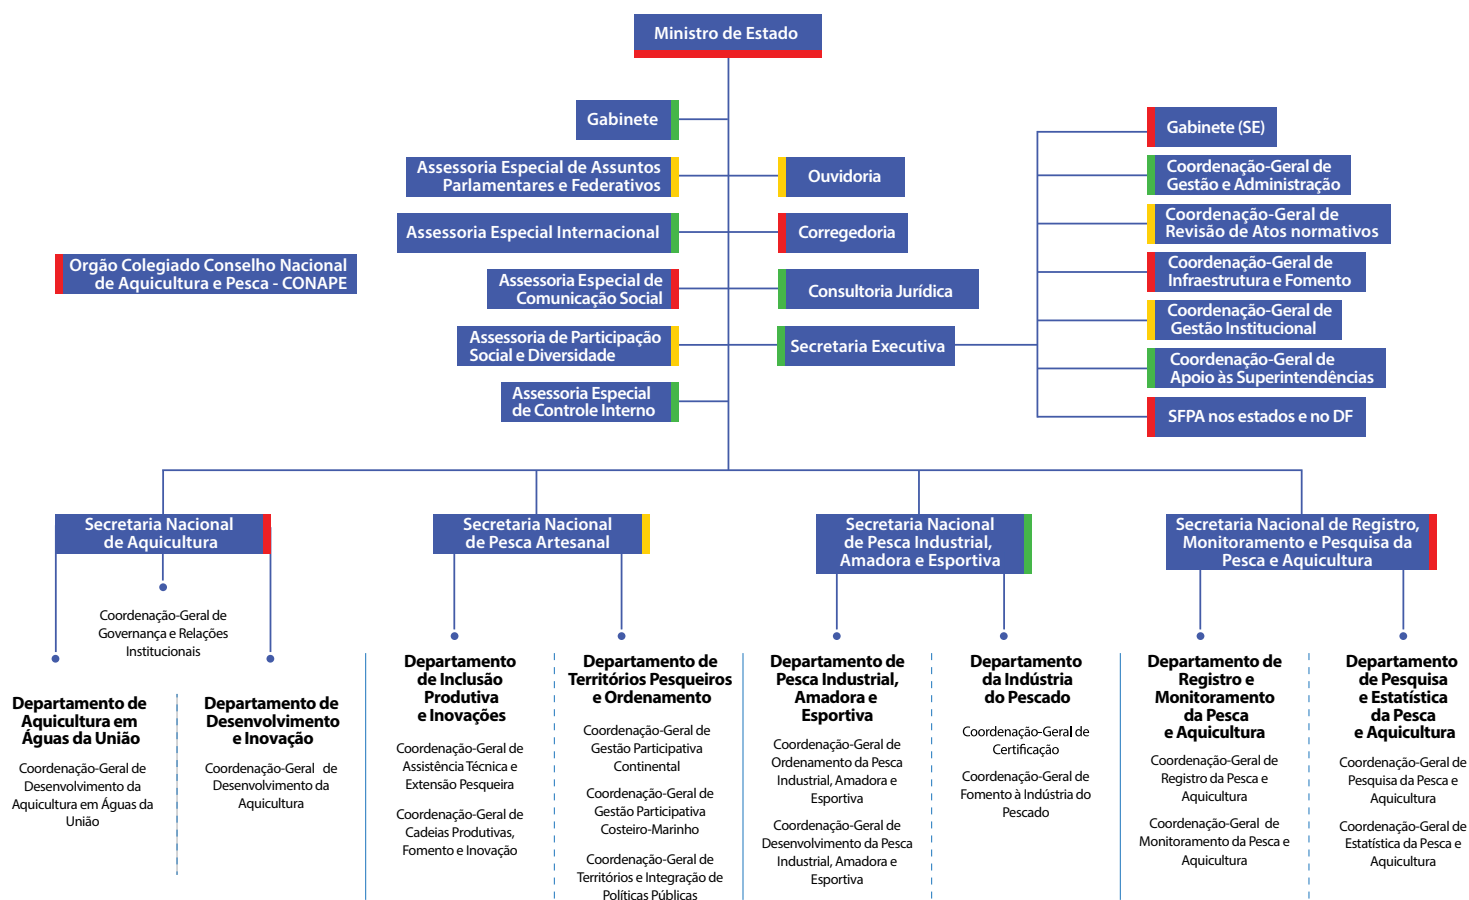 Ministro de Estado
Gabinete
Assessoria Especial de Assuntos
Parlamentares e Federativos
Assessoria Especial Internacional
Assessoria Especial de
Comunicação Social
Assessoria de Participação
Social e Diversidade
Assessoria Especial
de Controle Interno
Ouvidoria
Corregedoria
Consultoria Jurídica
Secretaria Executiva
Gabinete (SE)
Coordenação-Geral de
Gestão e Administração
Coordenação-Geral de
Revisão de Atos normativos
Coordenação-Geral de
Infraestrutura e Fomento
Coordenação-Geral de
Gestão Institucional
Coordenação-Geral de
Apoio às Superintendências
SFPA nos estados e no DF
Orgão Colegiado Conselho Nacional
de Aquicultura e Pesca - CONAPE
Secretaria Nacional
de Aquicultura
Coordenação-Geral de
Governança e Relações
Institucionais
Departamento de
Aquicultura em
Águas da União
Coordenação-Geral de
Desenvolvimento da
Aquicultura em Águas da
União
Departamento de
Desenvolvimento
e Inovação
Coordenação-Geral de
Desenvolvimento da
Aquicultura
Secretaria Nacional
de Pesca Artesanal
Departamento
de Inclusão
Produtiva
e Inovações
Coordenação-Geral de
Assistência Técnica e
Extensão Pesqueira
Coordenação-Geral de
Cadeias Produtivas,
Fomento e Inovação
Departamento de
Territórios Pesqueiros
e Ordenamento
Coordenação-Geral de
Gestão Participativa
Continental
Coordenação-Geral de
Gestão Participativa
Costeiro-Marinho
Coordenação-Geral de
Territórios e Integração de
Políticas Públicas
Secretaria Nacional
de Pesca Industrial,
Amadora e Esportiva
Departamento de
Pesca Industrial,
Amadora e
Esportiva
Coordenação-Geral de
Ordenamento da Pesca
Industrial, Amadora e
Esportiva
Coordenação-Geral de
Desenvolvimento da Pesca
Industrial, Amadora e
Esportiva
Departamento
da Indústria
do Pescado
Coordenação-Geral de
Certificação
Coordenação-Geral de
Fomento à Indústria do
Pescado
Secretaria Nacional de Registro,
Monitoramento e Pesquisa da
Pesca e Aquicultura
Departamento de
Registro e
Monitoramento
da Pesca
e Aquicultura
Coordenação-Geral de
Registro da Pesca e
Aquicultura
Coordenação-Geral de
Monitoramento da Pesca e
Aquicultura
Departamento
de Pesquisa
e Estatística
da Pesca
e Aquicultura
Coordenação-Geral de
Pesquisa da Pesca e
Aquicultura
Coordenação-Geral de
Estatística da Pesca e
Aquicultura